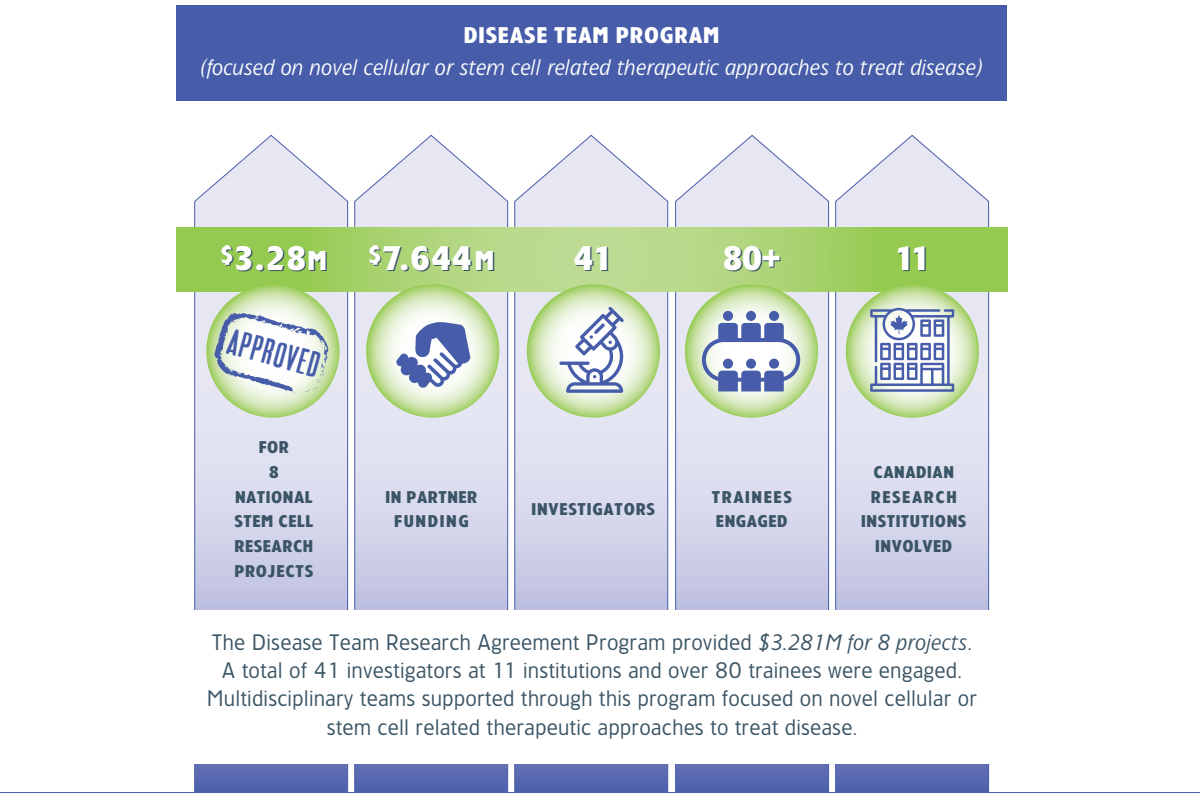 DISEASE TEAM PROGRAM
(focused on novel cellular or stem cell related therapeutic approaches to treat disease)
$3.28M
$7.644M
41
80+
11
APPROVED
FOR
8
NATIONAL
STEM CELL
RESEARCH
PROJECTS
IN PARTNER
FUNDING
INVESTIGATORS
TRAINEES
ENGAGED
CANADIAN
RESEARCH
INSTITUTIONS
INVOLVED
The Disease Team Research Agreement Program provided $3.281M for 8 projects.
A total of 41 investigators at 11 institutions and over 80 trainees were engaged.
Multidisciplinary teams supported through this program focused on novel cellular or
stem cell related therapeutic approaches to treat disease.